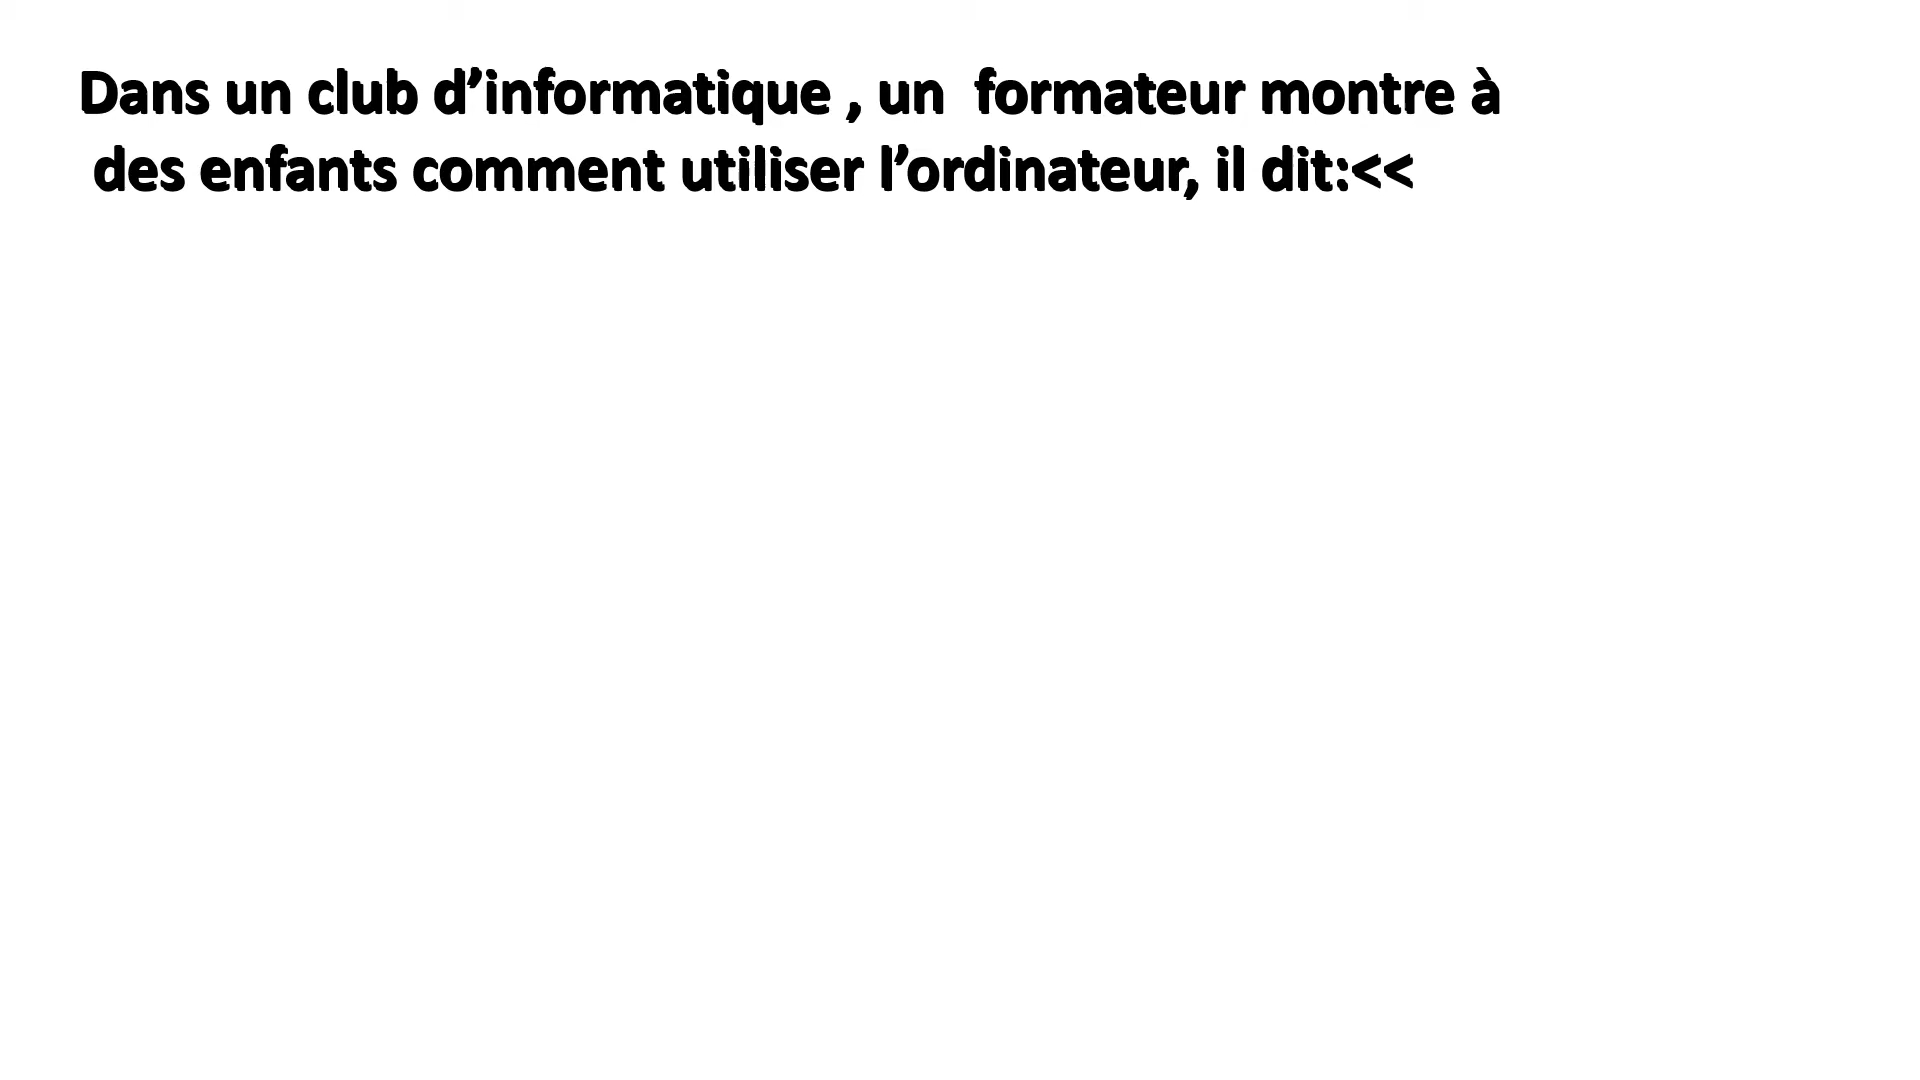 Dans un club d’informatique , un  formateur montre à
des enfants comment utiliser l’ordinateur, il dit:<<